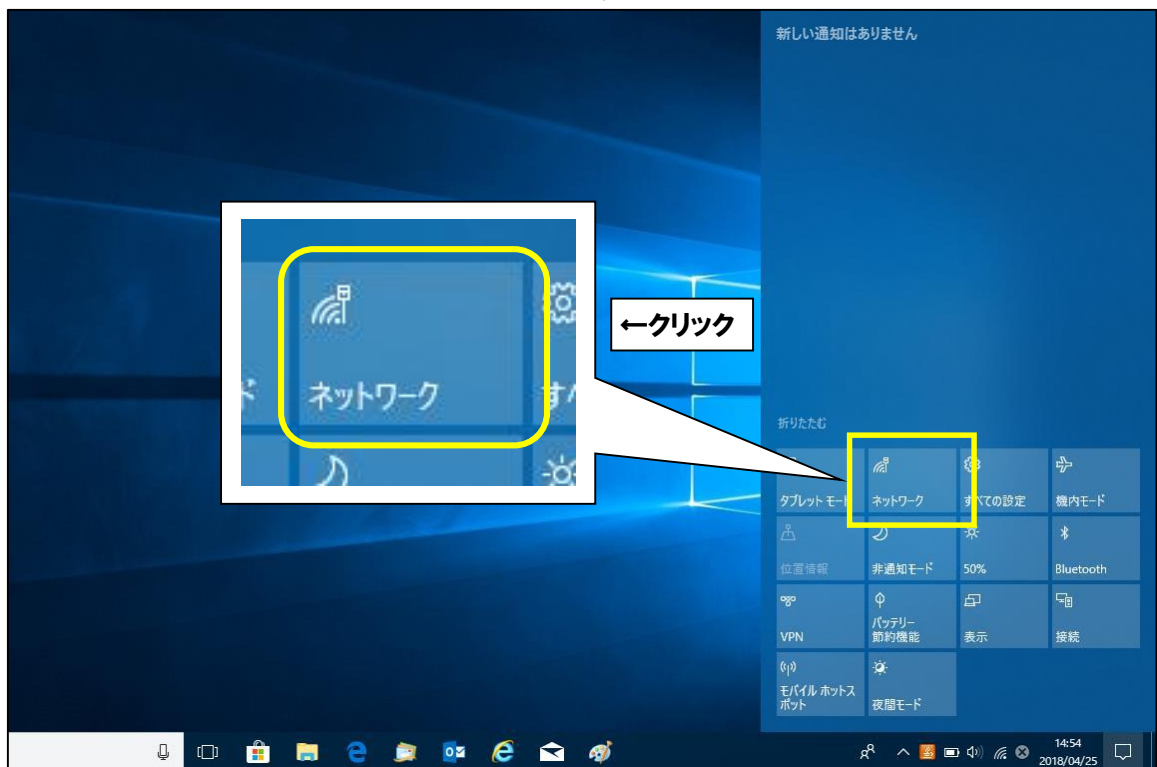 新しい通知はありません
ネットワーク
←クリック
折りたたむ
タブレット モード
ネットワーク
すべての設定
機内モード
位置情報
非通知モード
50%
Bluetooth
VPN
バッテリー
節約機能
表示
接続
モバイル ホットス
ポット
夜間モード
14:54
2018/04/25